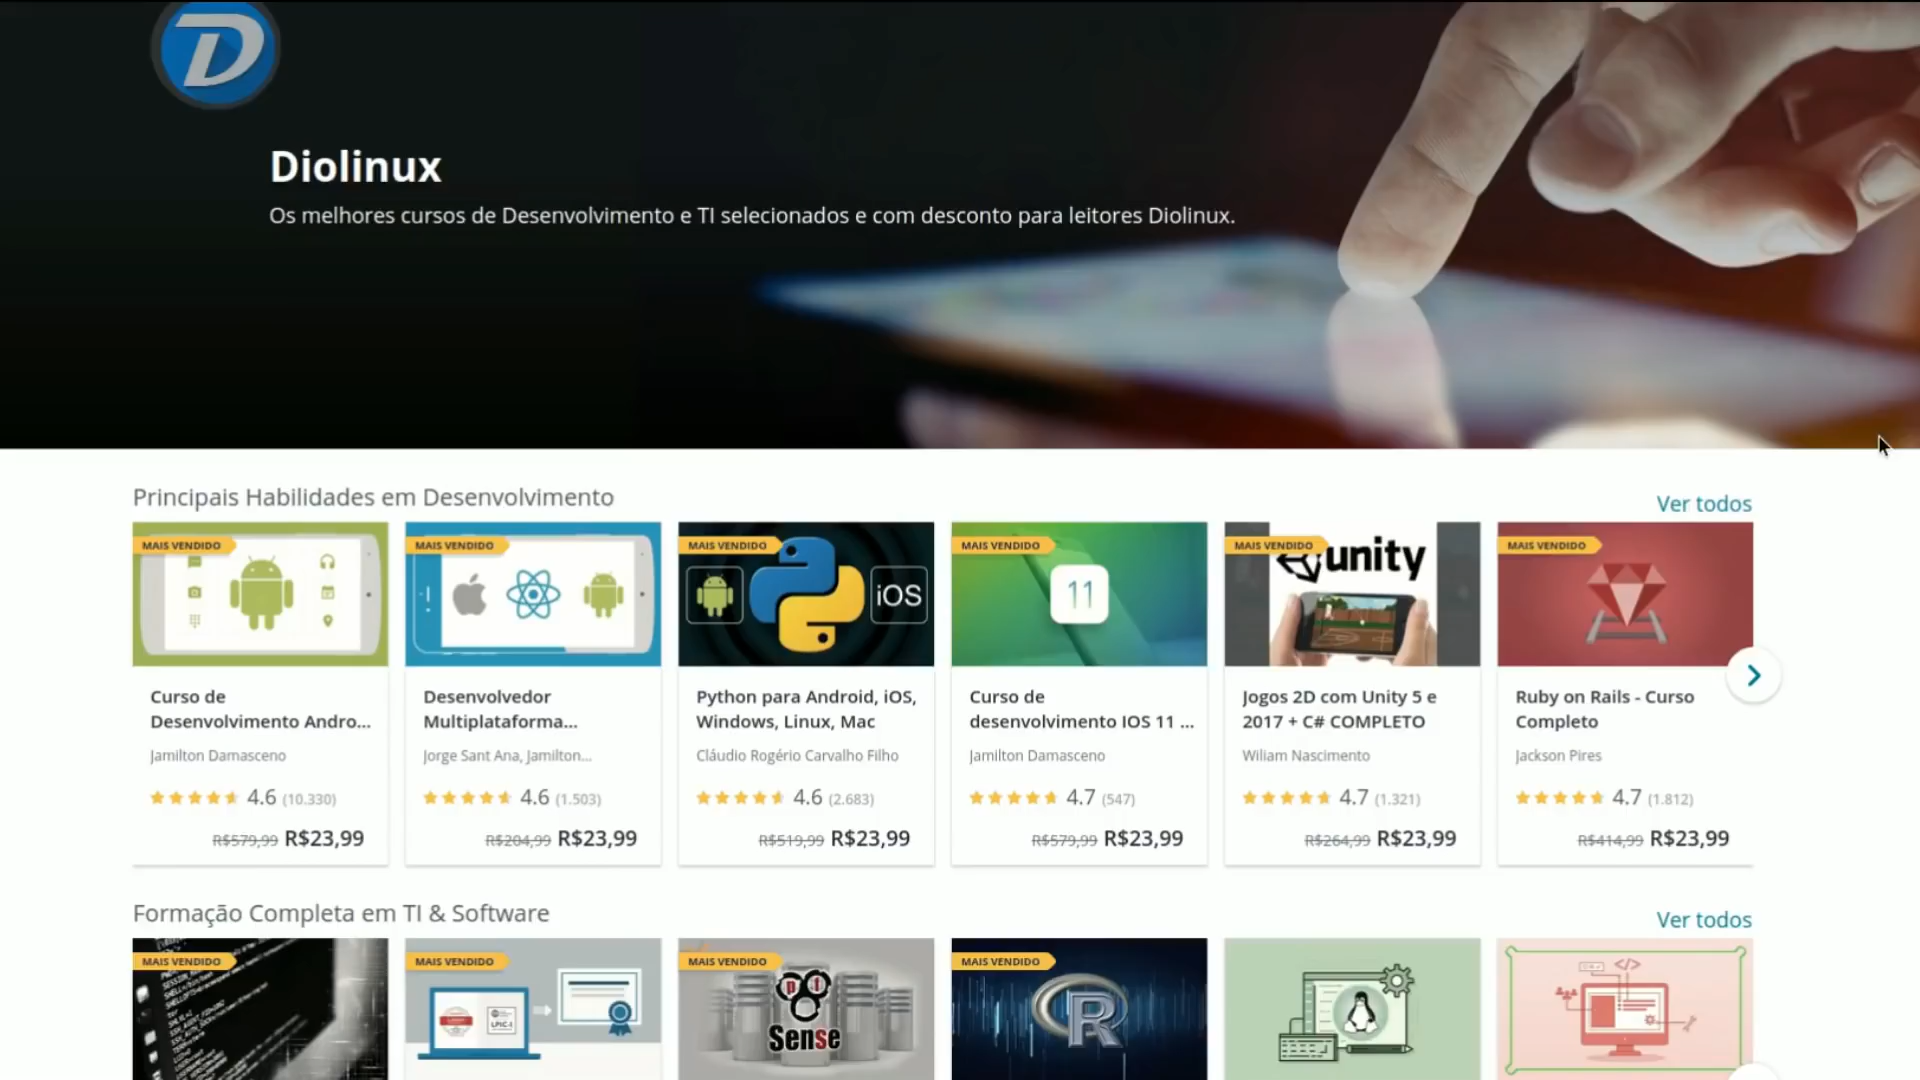 D
Diolinux
Os melhores cursos de Desenvolvimento e TI selecionados e com desconto para leitores Diolinux.
Principais Habilidades em Desenvolvimento
Ver todos
MAIS VENDIDO
Curso de
Desenvolvimento Andro...
Jamilton Damasceno
4.6 (10.330)
R$579,99 R$23,99
MAIS VENDIDO
Desenvolvedor
Multiplataforma...
Jorge Sant Ana, Jamilton...
4.6 (1.503)
R$204,99 R$23,99
MAIS VENDIDO
iOS
Python para Android, iOS,
Windows, Linux, Mac
Cláudio Rogério Carvalho Filho
4.6 (2.683)
R$519,99 R$23,99
MAIS VENDIDO
11
Curso de
desenvolvimento IOS 11 ...
Jamilton Damasceno
4.7 (547)
R$579,99 R$23,99
MAIS VENDIDO
unity
Jogos 2D com Unity 5 e
2017 + C# COMPLETO
Wiliam Nascimento
4.7 (1.321)
R$264,99 R$23,99
MAIS VENDIDO
Ruby on Rails - Curso
Completo
Jackson Pires
4.7 (1.812)
R$414,99 R$23,99
Formação Completa em TI & Software
Ver todos
MAIS VENDIDO
MAIS VENDIDO
LPIC-1
MAIS VENDIDO
pf
Sense
MAIS VENDIDO
R